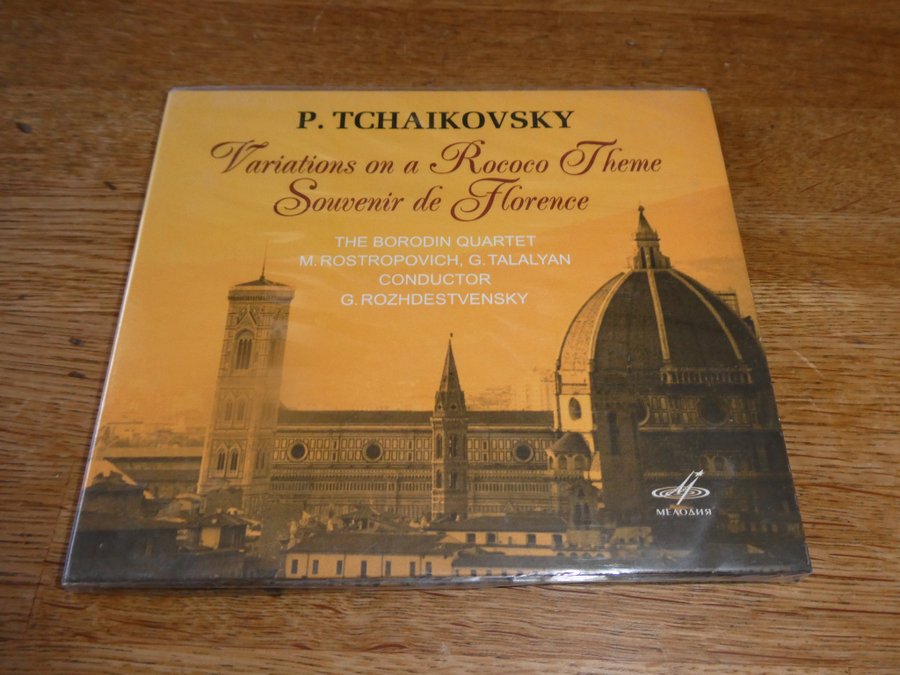 P. TCHAIKOVSKY
Variations on a Rococo Theme
Souvenir de Florence
THE BORODIN QUARTET
M. ROSTROPOVICH, G. TALALYAN
CONDUCTOR
G. ROZHDESTVENSKY
МЕЛОДИЯ